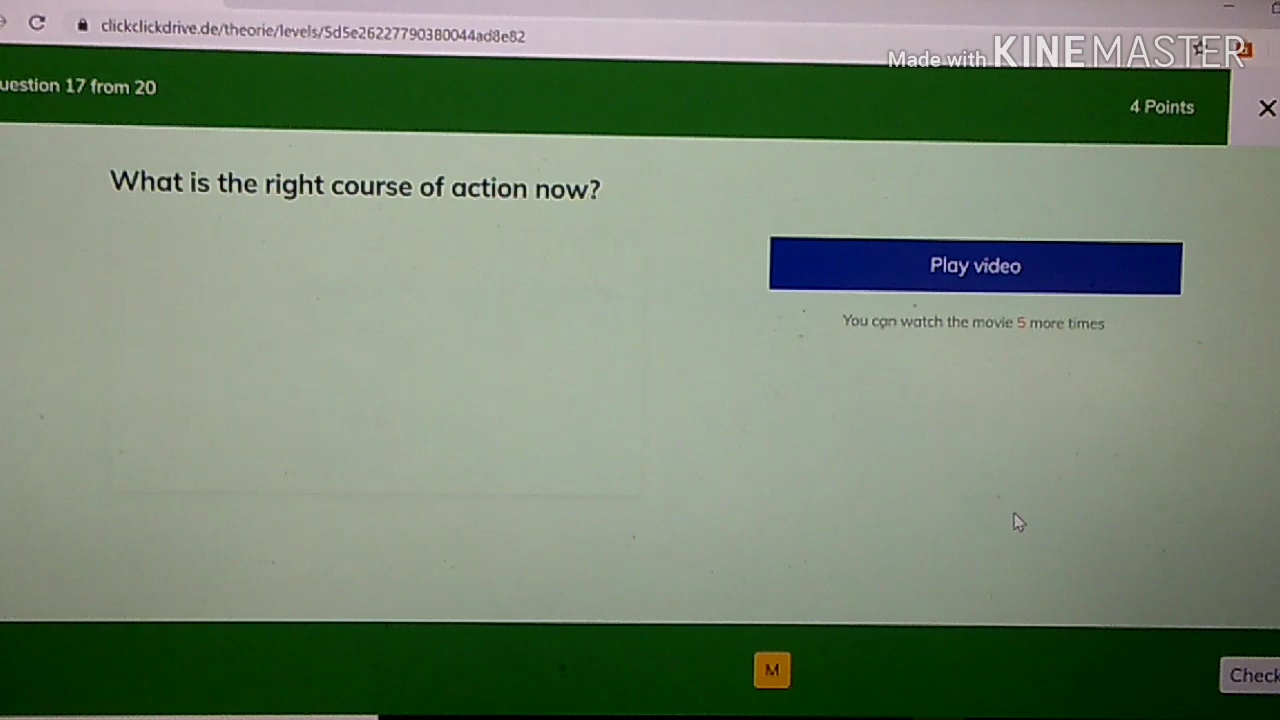 clickclickdrive.de/theorie/levels/5d5e26227790380044ad8e82
Made with KINEMASTER
uestion 17 from 20
4 Points
What is the right course of action now?
Play video
You can watch the movie 5 more times
M
Check